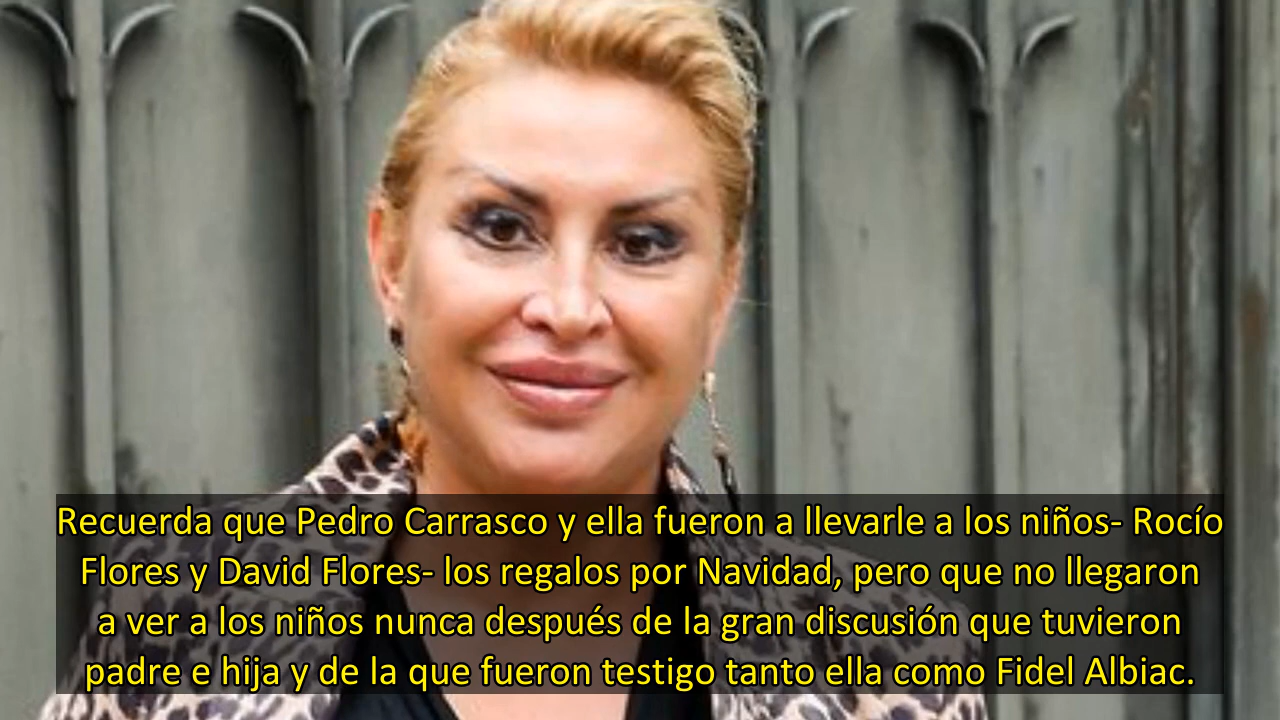 Recuerda que Pedro Carrasco y ella fueron a llevarle a los niños- Rocío
Flores y David Flores- los regalos por Navidad, pero que no llegaron
a ver a los niños nunca después de la gran discusión que tuvieron
padre e hija y de la que fueron testigo tanto ella como Fidel Albiac.